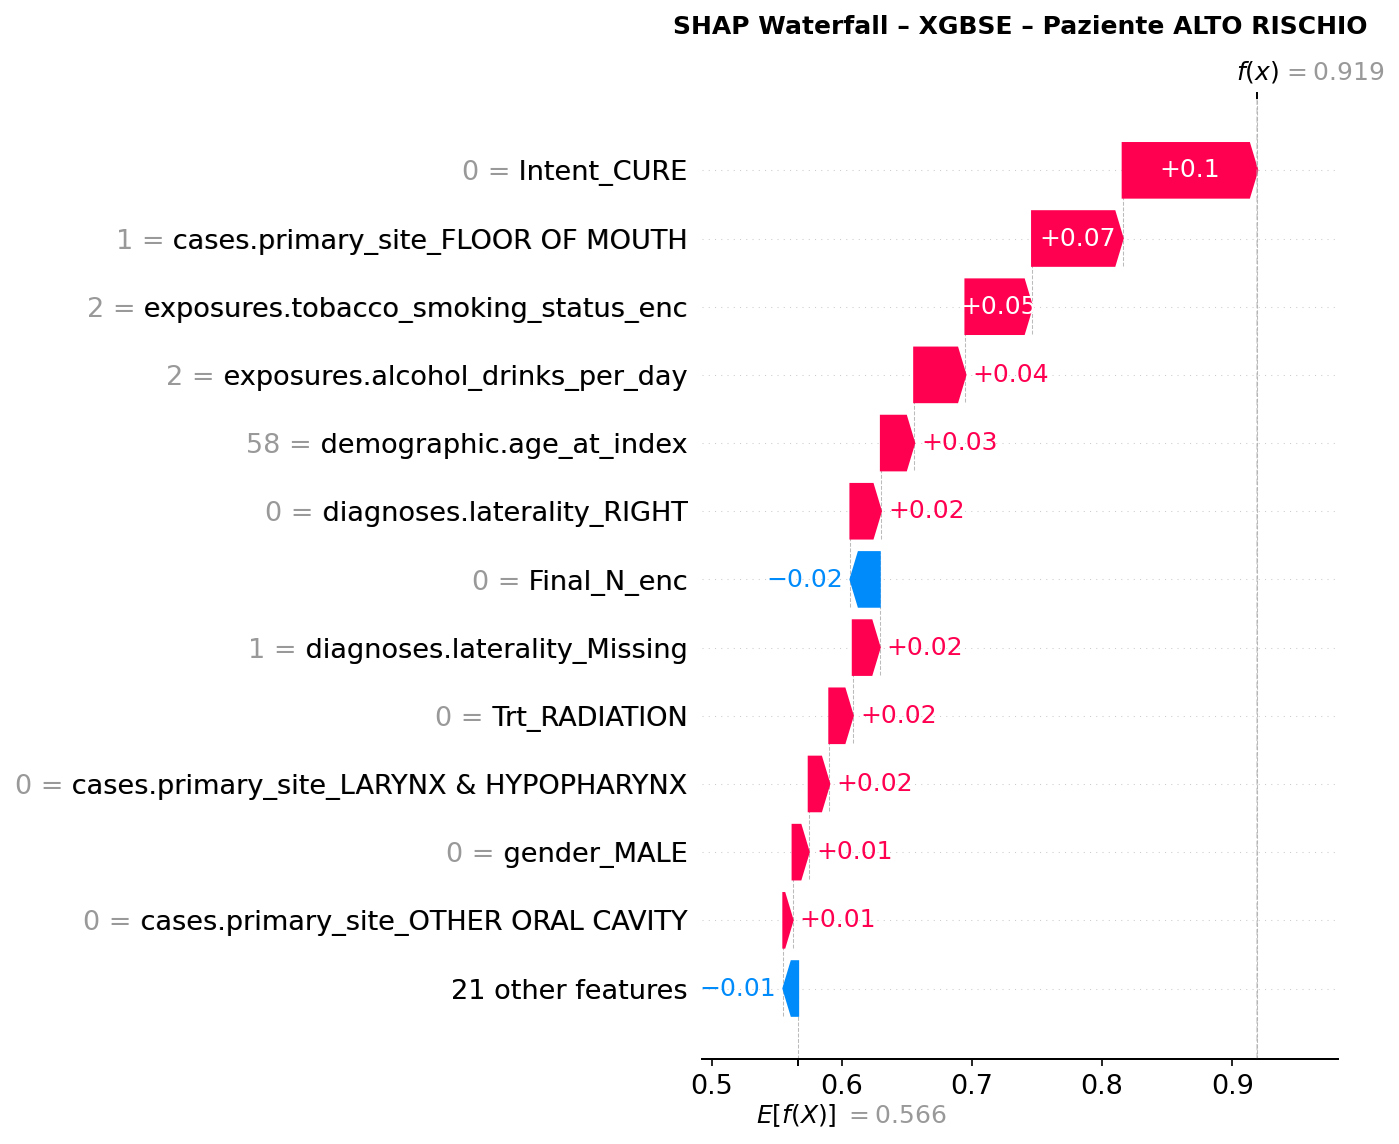 SHAP Waterfall – XGBSE – Paziente ALTO RISCHIO
f(x) = 0.919
0 = Intent_CURE +0.1
1 = cases.primary_site_FLOOR OF MOUTH +0.07
2 = exposures.tobacco_smoking_status_enc +0.05
2 = exposures.alcohol_drinks_per_day +0.04
58 = demographic.age_at_index +0.03
0 = diagnoses.laterality_RIGHT +0.02
0 = Final_N_enc −0.02
1 = diagnoses.laterality_Missing +0.02
0 = Trt_RADIATION +0.02
0 = cases.primary_site_LARYNX & HYPOPHARYNX +0.02
0 = gender_MALE +0.01
0 = cases.primary_site_OTHER ORAL CAVITY +0.01
21 other features −0.01
0.5 0.6 0.7 0.8 0.9
E[f(X)] = 0.566